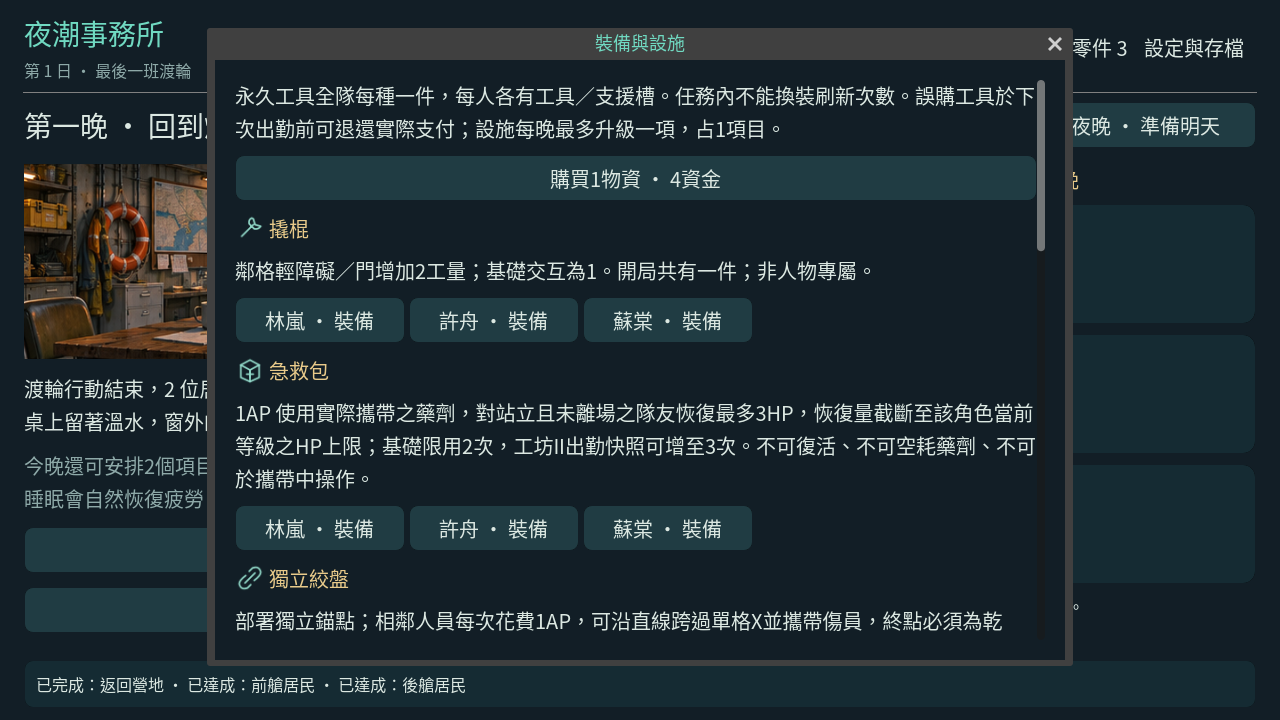 夜潮事務所
第 1 日 · 最後一班渡輪
零件 3 設定與存檔
第一晚 · 回到
夜晚 · 準備明天
渡輪行動結束，2 位
桌上留著溫水，窗外
今晚還可安排2個項目
睡眠會自然恢復疲勞
裝備與設施
永久工具全隊每種一件，每人各有工具／支援槽。任務內不能換裝刷新次數。誤購工具於下
次出勤前可退還實際支付；設施每晚最多升級一項，占1項目。
購買1物資 · 4資金
撬棍
鄰格輕障礙／門增加2工量；基礎交互為1。開局共有一件；非人物專屬。
林嵐 · 裝備
許舟 · 裝備
蘇棠 · 裝備
急救包
1AP 使用實際攜帶之藥劑，對站立且未離場之隊友恢復最多3HP，恢復量截斷至該角色當前
等級之HP上限；基礎限用2次，工坊II出勤快照可增至3次。不可復活、不可空耗藥劑、不可
於攜帶中操作。
林嵐 · 裝備
許舟 · 裝備
蘇棠 · 裝備
獨立絞盤
部署獨立錨點；相鄰人員每次花費1AP，可沿直線跨過單格X並攜帶傷員，終點必須為乾
已完成：返回營地 · 已達成：前艙居民 · 已達成：後艙居民